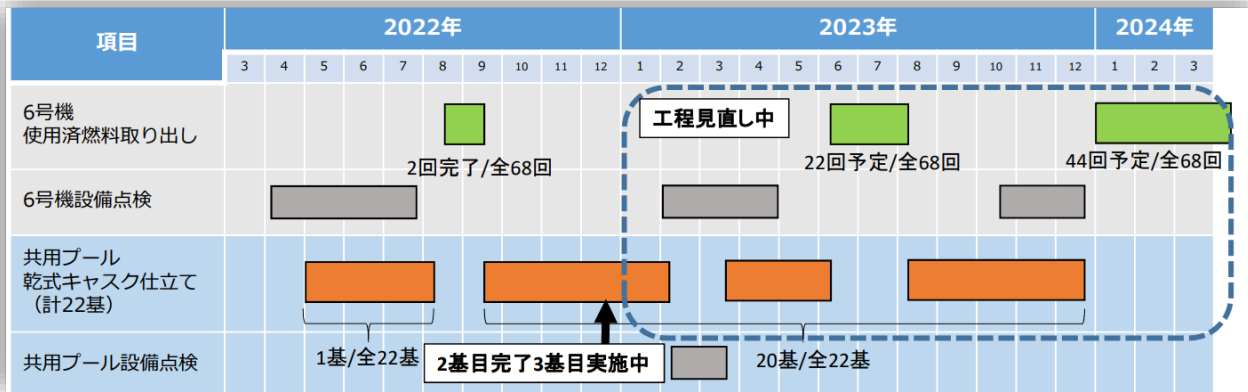 項目
2022年
2023年
2024年
3 4 5 6 7 8 9 10 11 12 1 2 3 4 5 6 7 8 9 10 11 12 1 2 3
6号機
使用済燃料取り出し
工程見直し中
2回完了/全68回
22回予定/全68回
44回予定/全68回
6号機設備点検
共用プール
乾式キャスク仕立て
（計22基）
1基/全22基
2基目完了3基目実施中
20基/全22基
共用プール設備点検